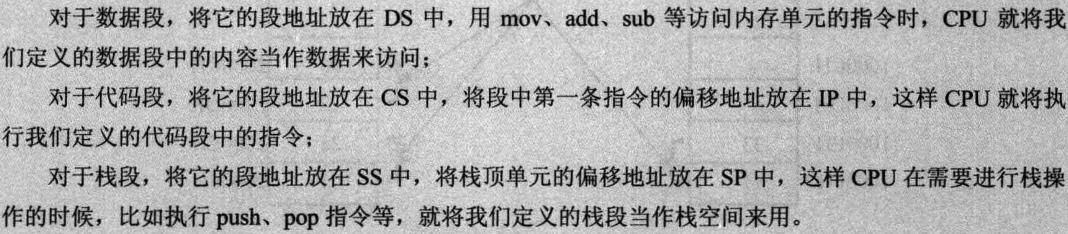 对于数据段，将它的段地址放在 DS 中，用 mov、add、sub 等访问内存单元的指令时，CPU 就将我
们定义的数据段中的内容当作数据来访问；
对于代码段，将它的段地址放在 CS 中，将段中第一条指令的偏移地址放在 IP 中，这样 CPU 就将执
行我们定义的代码段中的指令；
对于栈段，将它的段地址放在 SS 中，将栈顶单元的偏移地址放在 SP 中，这样 CPU 在需要进行栈操
作的时候，比如执行 push、pop 指令等，就将我们定义的栈段当作栈空间来用。